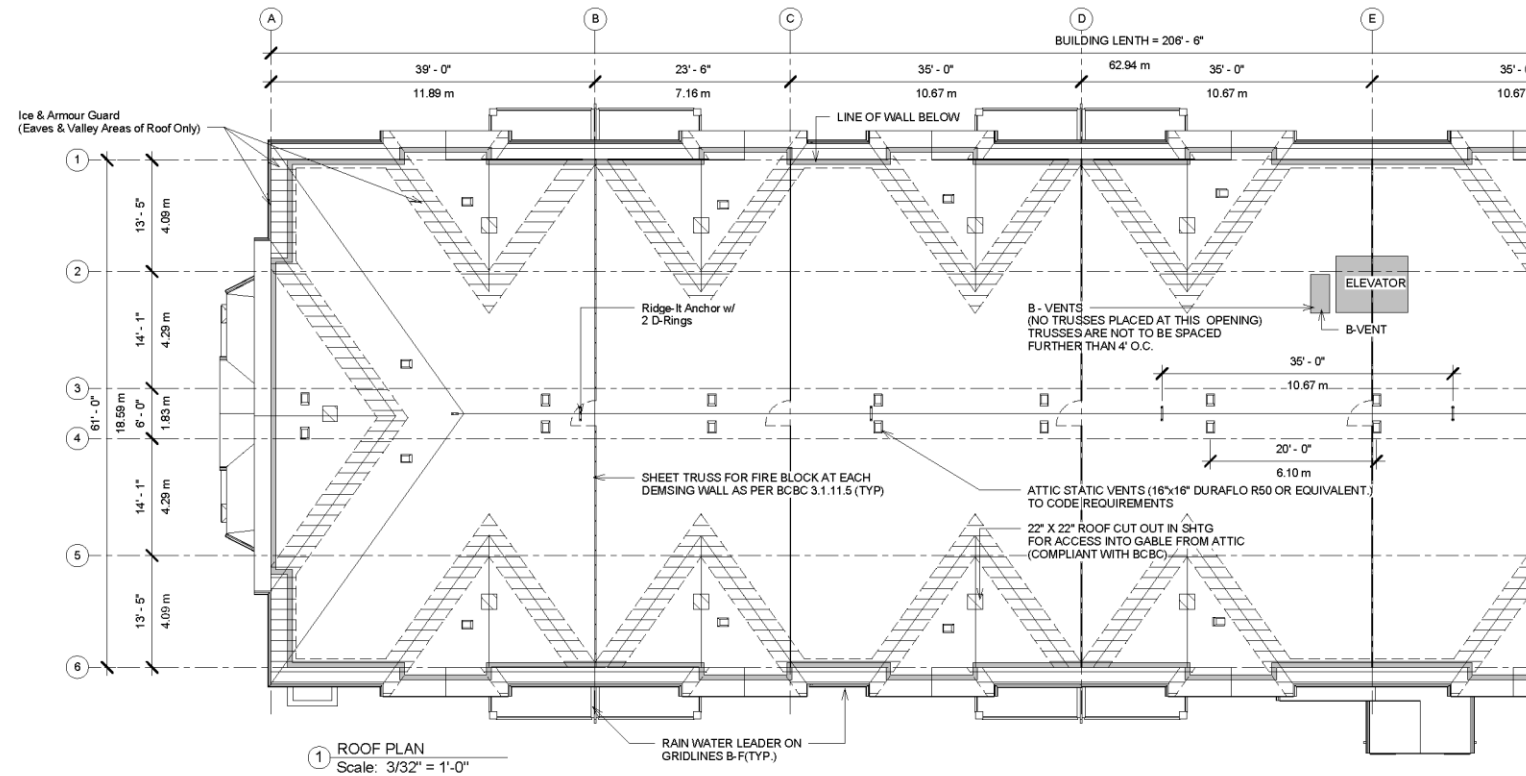 A
B
C
D
E
BUILDING LENTH = 206' - 6"
62.94 m
39' - 0"
11.89 m
23' - 6"
7.16 m
35' - 0"
10.67 m
35' - 0"
10.67 m
35' -
10.67
Ice & Armour Guard
(Eaves & Valley Areas of Roof Only)
LINE OF WALL BELOW
1
2
3
4
5
6
61' - 0"
18.59 m
13' - 5"
4.09 m
14' - 1"
4.29 m
6' - 0"
1.83 m
14' - 1"
4.29 m
13' - 5"
4.09 m
Ridge-It Anchor w/
2 D-Rings
B - VENTS
(NO TRUSSES PLACED AT THIS OPENING)
TRUSSES ARE NOT TO BE SPACED
FURTHER THAN 4' O.C.
ELEVATOR
B-VENT
35' - 0"
10.67 m
20' - 0"
6.10 m
SHEET TRUSS FOR FIRE BLOCK AT EACH
DEMSING WALL AS PER BCBC 3.1.11.5 (TYP)
ATTIC STATIC VENTS (16"x16" DURAFLO R50 OR EQUIVALENT.)
TO CODE REQUIREMENTS
22" X 22" ROOF CUT OUT IN SHTG
FOR ACCESS INTO GABLE FROM ATTIC
(COMPLIANT WITH BCBC)
RAIN WATER LEADER ON
GRIDLINES B-F(TYP.)
1
ROOF PLAN
Scale: 3/32" = 1'-0"